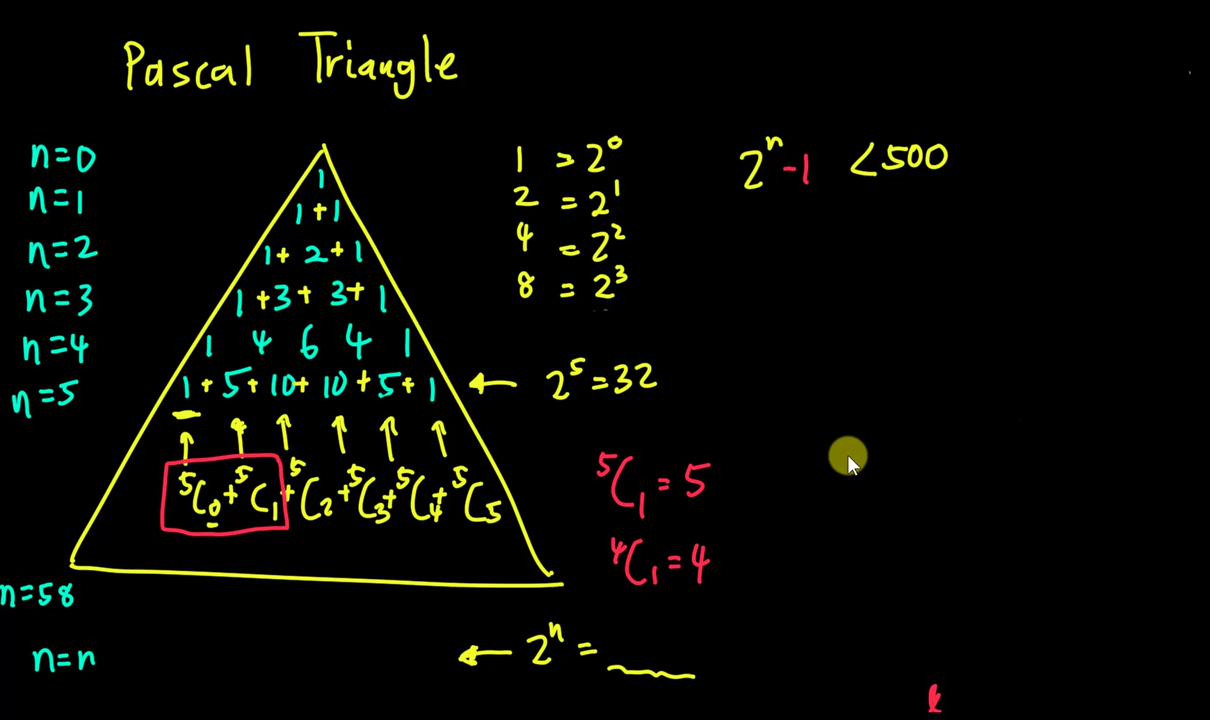 Pascal Triangle
n=0
n=1
n=2
n=3
n=4
n=5
1
1+1
1+ 2+1
1+3+ 3+1
1 4 6 4 1
1+5+10+10+5+1
⁵C₀+⁵C₁+⁵C₂+⁵C₃+⁵C₄+⁵C₅
n=58
n=n
1 = 2⁰
2 = 2¹
4 = 2²
8 = 2³
← 2⁵=32
⁵C₁=5
⁴C₁=4
← 2ⁿ =
2ⁿ-1 <500